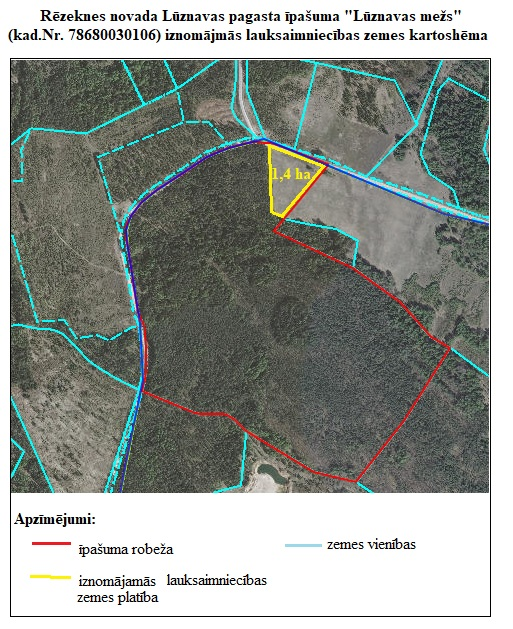 Rēzeknes novada Lūznavas pagasta īpašuma "Lūznavas mežs"
(kad.Nr. 78680030106) iznomājmās lauksaimniecības zemes kartoshēma
1,4 ha
Apzīmējumi:
īpašuma robeža
zemes vienības
iznomājamās lauksaimniecības
zemes platība